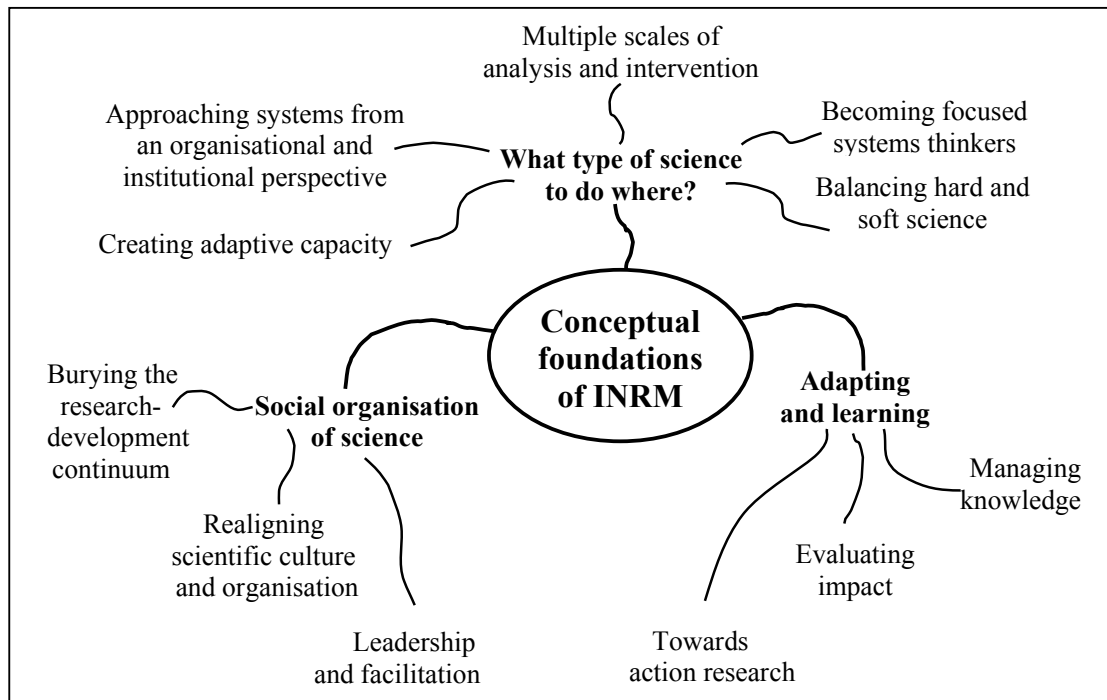 Multiple scales of
analysis and intervention
Approaching systems from
an organisational and
institutional perspective
Becoming focused
systems thinkers
What type of science
to do where?
Balancing hard and
soft science
Creating adaptive capacity
Conceptual
foundations
of INRM
Burying the
research-
development
continuum
Social organisation
of science
Adapting
and learning
Managing
knowledge
Realigning
scientific culture
and organisation
Evaluating
impact
Leadership
and facilitation
Towards
action research